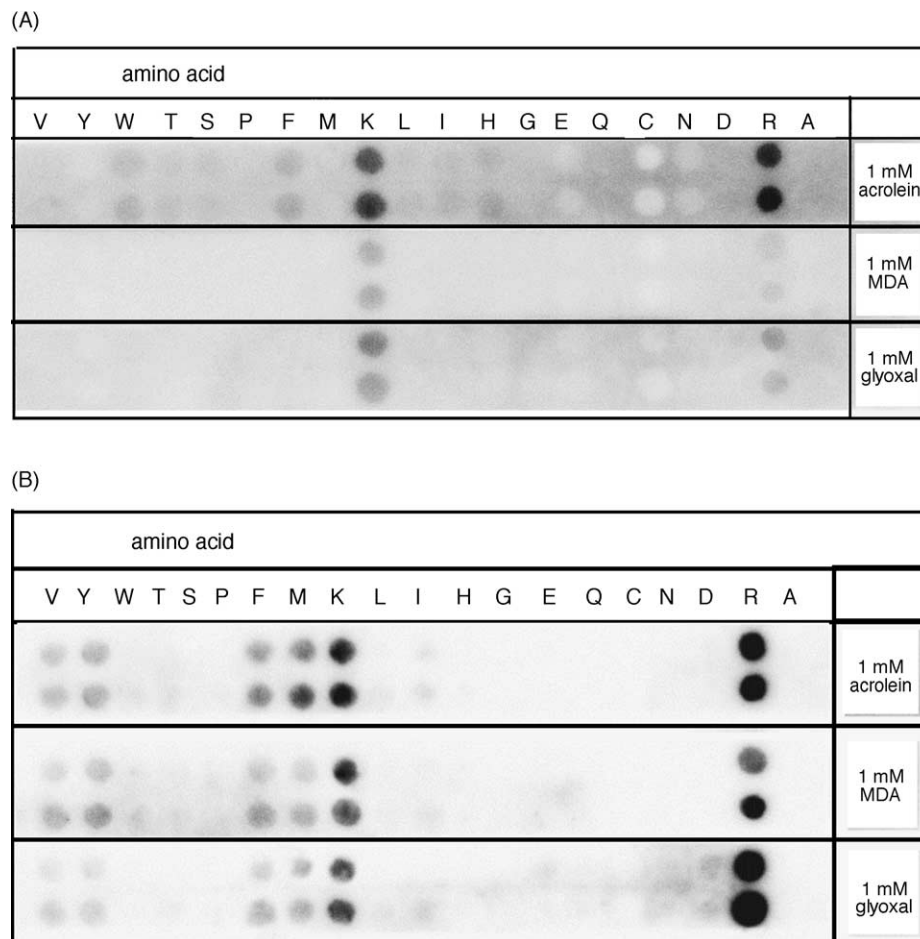 (A)
amino acid
V Y W T S P F M K L I H G E Q C N D R A
1 mM
acrolein
1 mM
MDA
1 mM
glyoxal
(B)
amino acid
V Y W T S P F M K L I H G E Q C N D R A
1 mM
acrolein
1 mM
MDA
1 mM
glyoxal